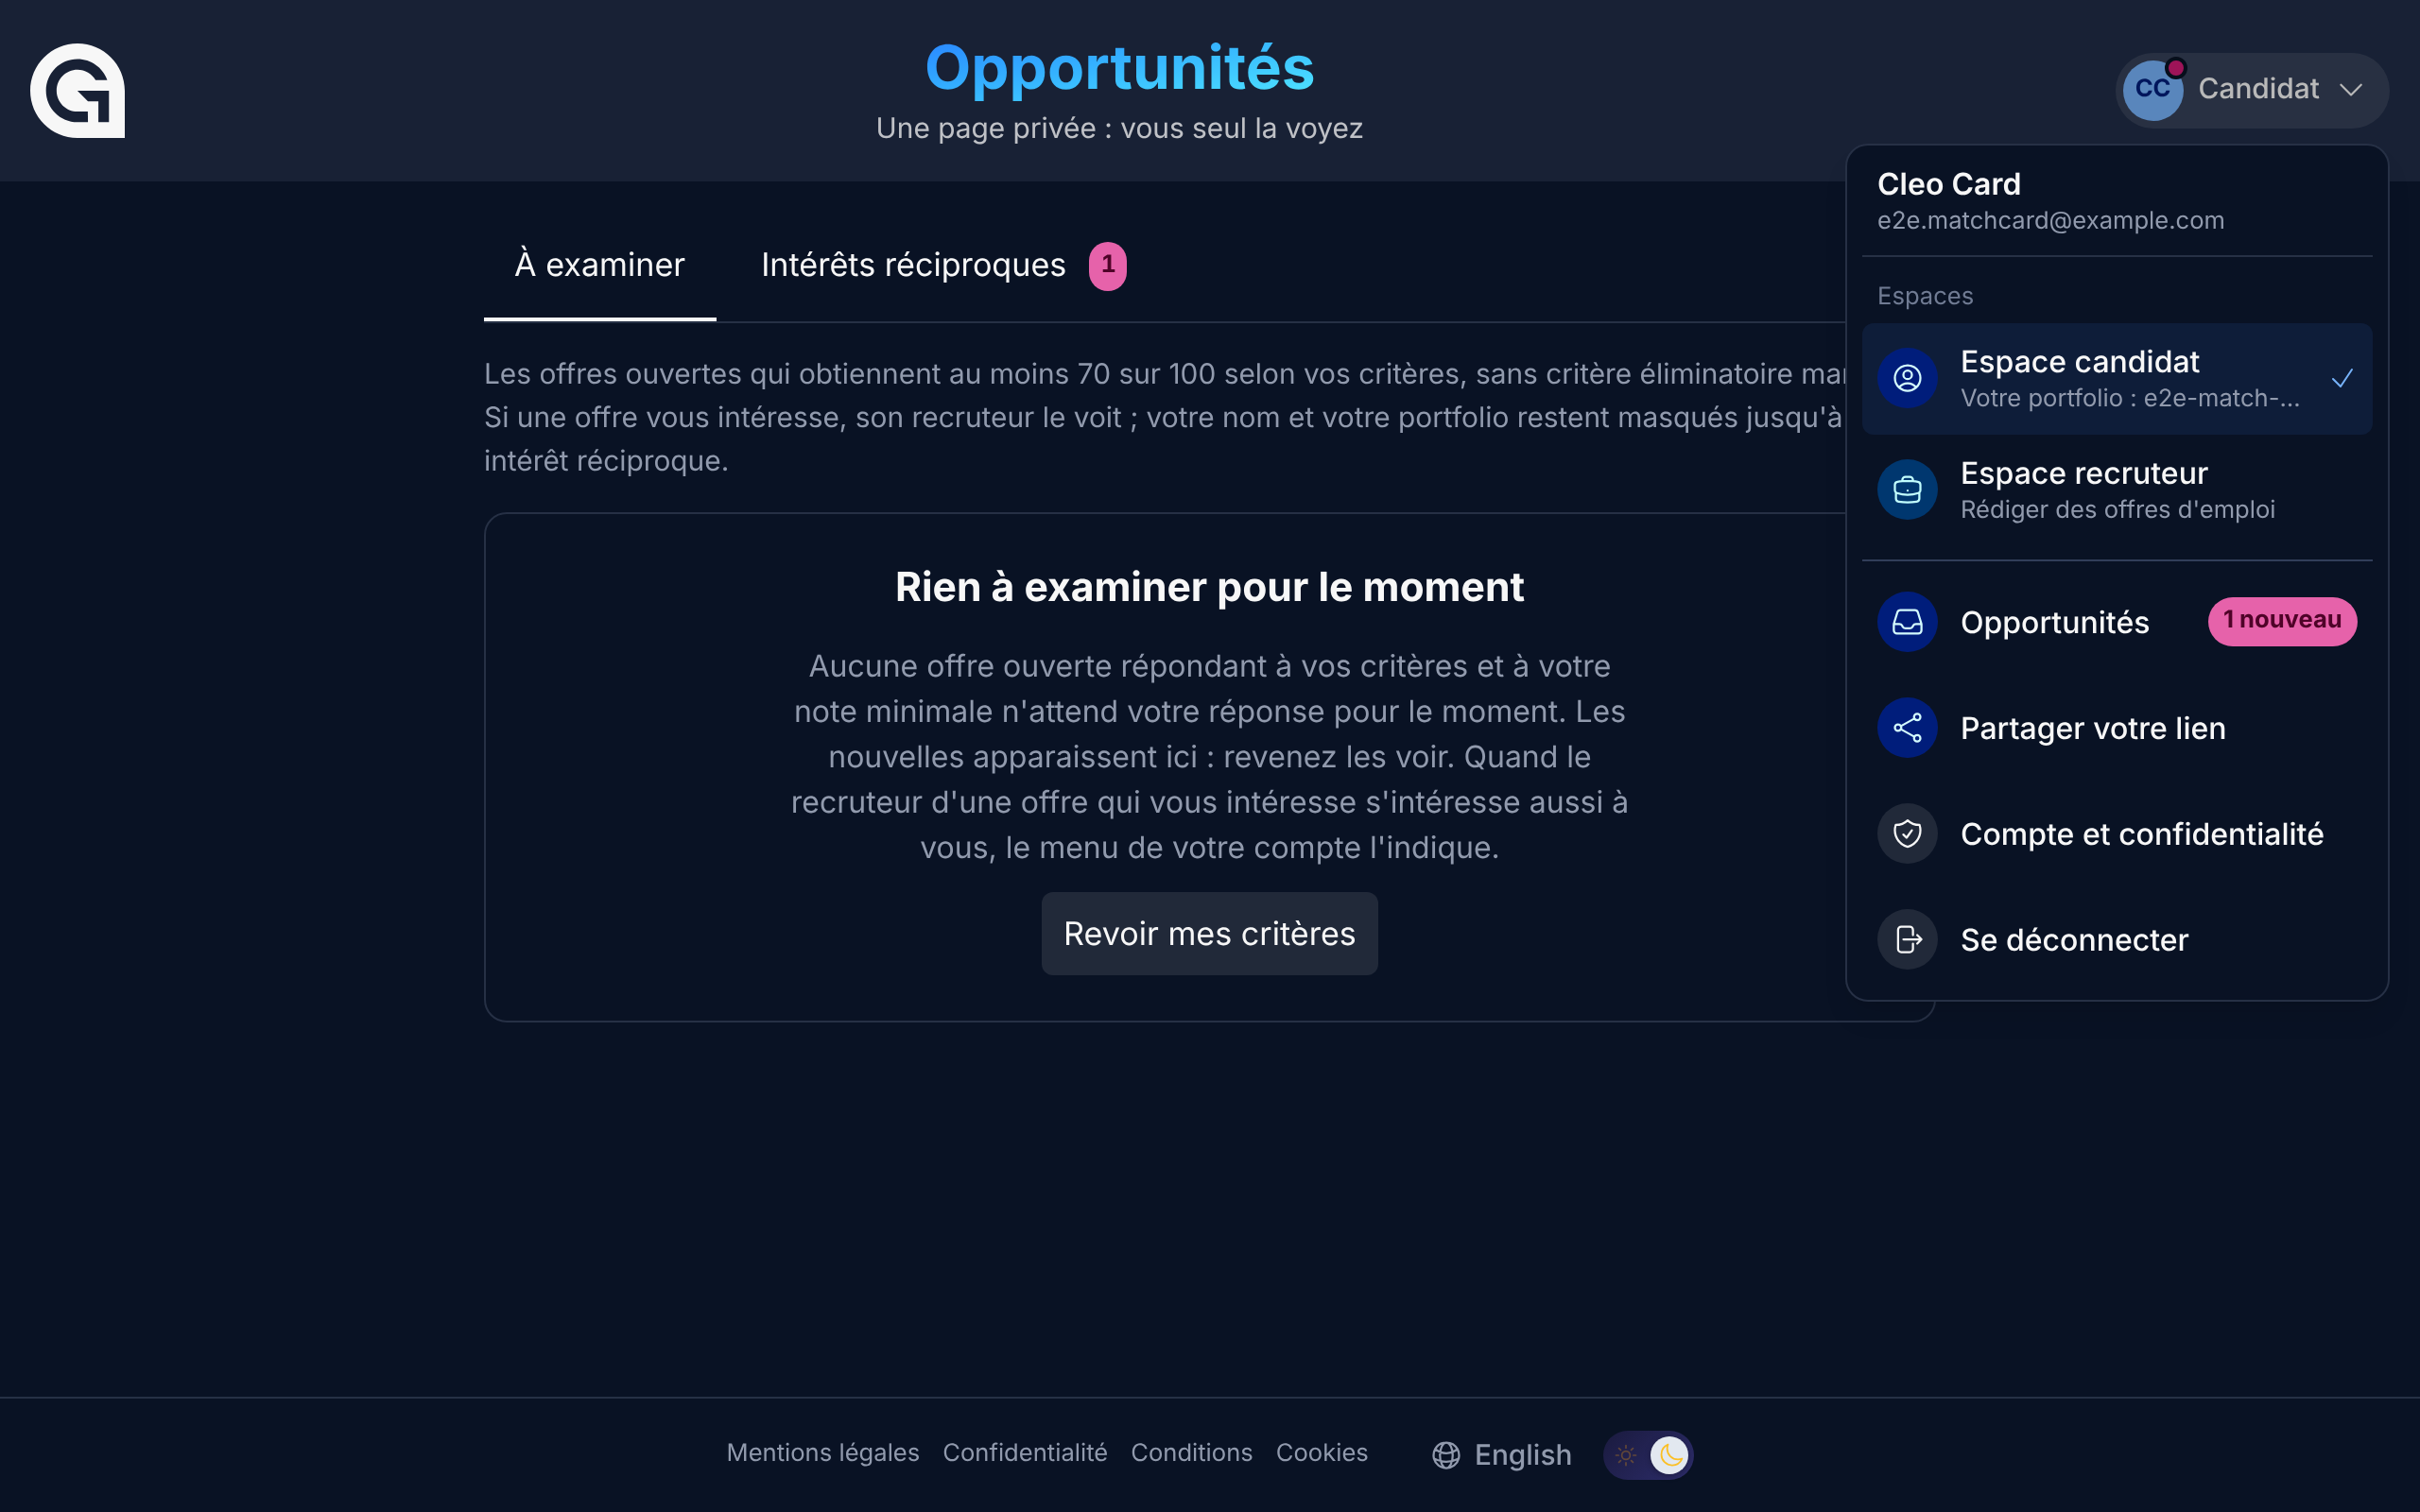 Opportunités
Une page privée : vous seul la voyez
CC
Candidat
Cleo Card
e2e.matchcard@example.com
Espaces
Espace candidat
Votre portfolio : e2e-match-...
Espace recruteur
Rédiger des offres d'emploi
Opportunités
1 nouveau
Partager votre lien
Compte et confidentialité
Se déconnecter
À examiner
Intérêts réciproques
1
Les offres ouvertes qui obtiennent au moins 70 sur 100 selon vos critères, sans critère éliminatoire
Si une offre vous intéresse, son recruteur le voit ; votre nom et votre portfolio restent masqués jusqu'à
intérêt réciproque.
Rien à examiner pour le moment
Aucune offre ouverte répondant à vos critères et à votre
note minimale n'attend votre réponse pour le moment. Les
nouvelles apparaissent ici : revenez les voir. Quand le
recruteur d'une offre qui vous intéresse s'intéresse aussi à
vous, le menu de votre compte l'indique.
Revoir mes critères
Mentions légales
Confidentialité
Conditions
Cookies
English